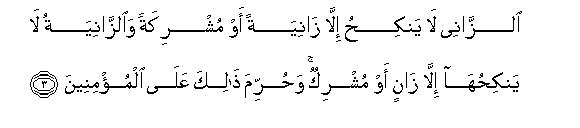 ٱلزَّانِى لَا يَنكِحُ إِلَّا زَانِيَةً أَوْ مُشْرِكَةً وَٱلزَّانِيَةُ لَا
يَنكِحُهَآ إِلَّا زَانٍ أَوْ مُشْرِكٌ ۚ وَحُرِّمَ ذَٰلِكَ عَلَى ٱلْمُؤْمِنِينَ ﴿٣﴾